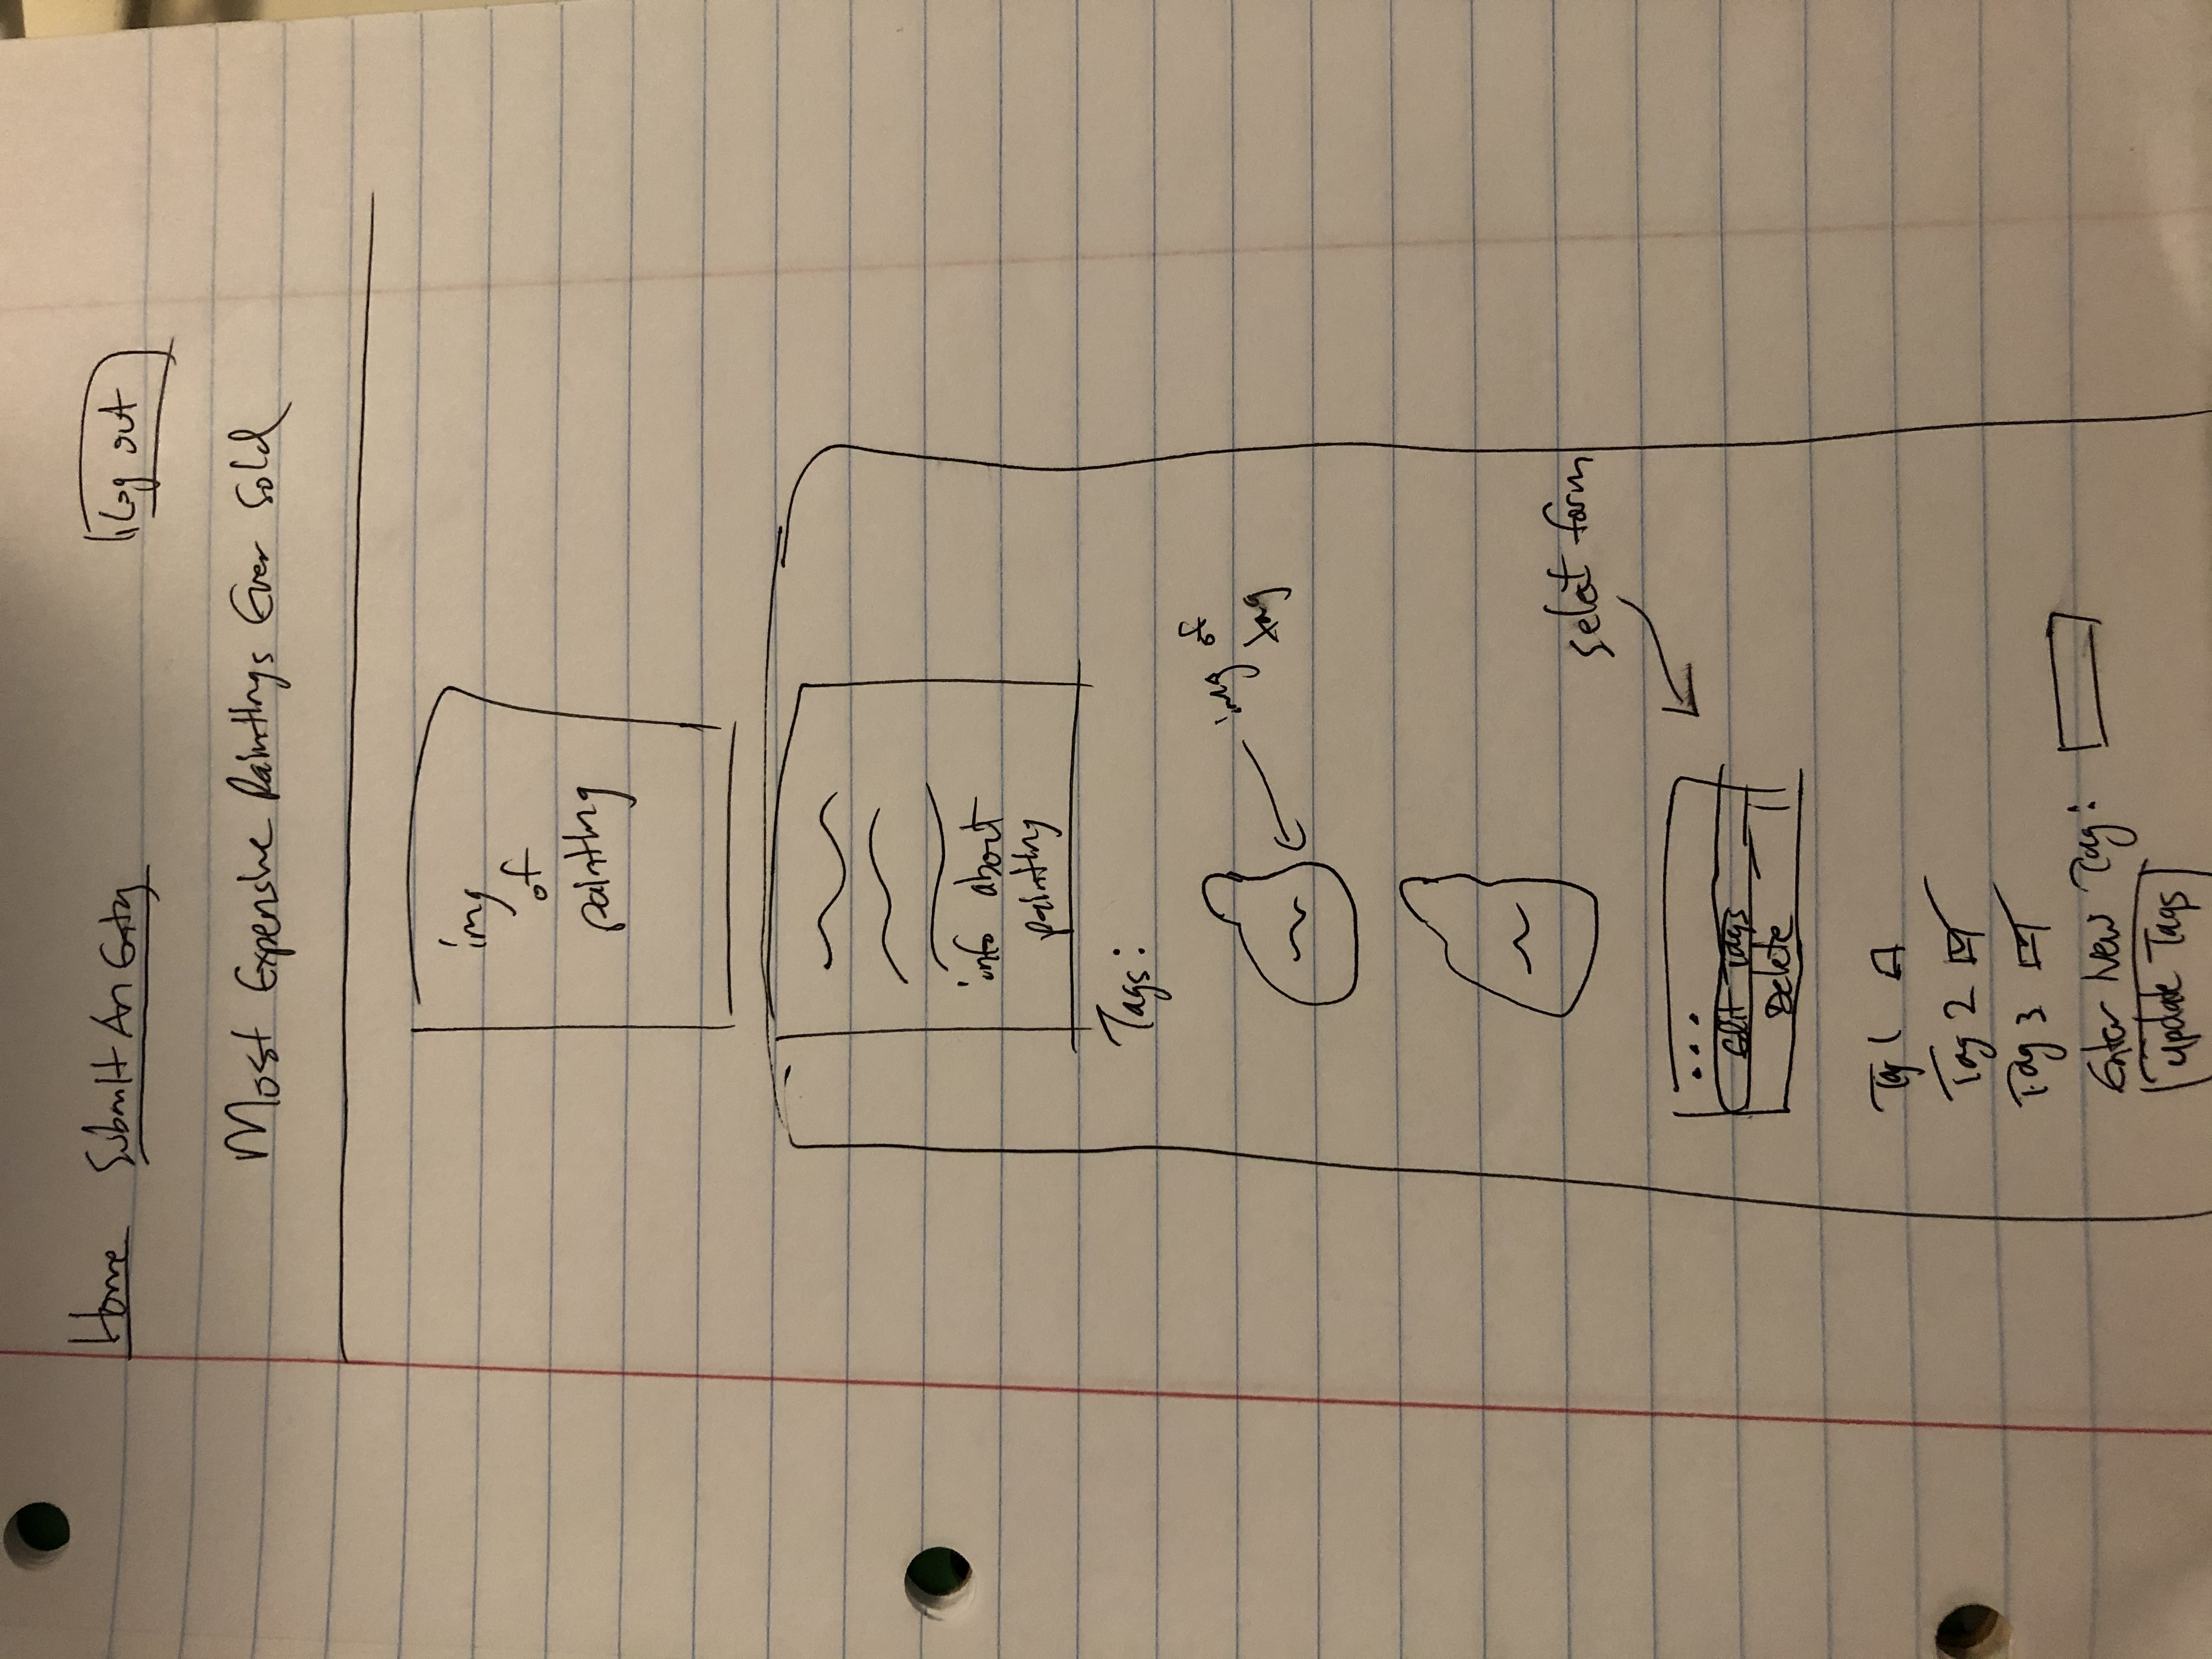 Home Submit An Entry Log out
Most Expensive Paintings Ever Sold
img
of
painting
info about
painting
Tags:
img of
tag
select form
...
Edit Tags
Delete
Tag 1
Tag 2
Tag 3
Enter New Tag:
Update Tags